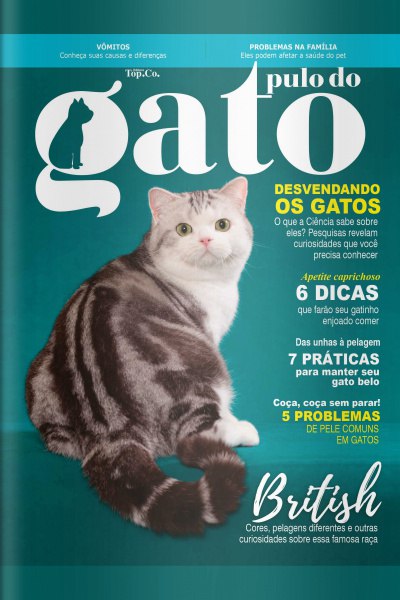 VÔMITOS
Conheça suas causas e diferenças
PROBLEMAS NA FAMÍLIA
Eles podem afetar a saúde do pet
Top.Co.
pulo do
gato
DESVENDANDO
OS GATOS
O que a Ciência sabe sobre
eles? Pesquisas revelam
curiosidades que você
precisa conhecer
Apetite caprichoso
6 DICAS
que farão seu gatinho
enjoado comer
Das unhas à pelagem
7 PRÁTICAS
para manter seu
gato belo
Coça, coça sem parar!
5 PROBLEMAS
DE PELE COMUNS
EM GATOS
British
Cores, pelagens diferentes e outras
curiosidades sobre essa famosa raça